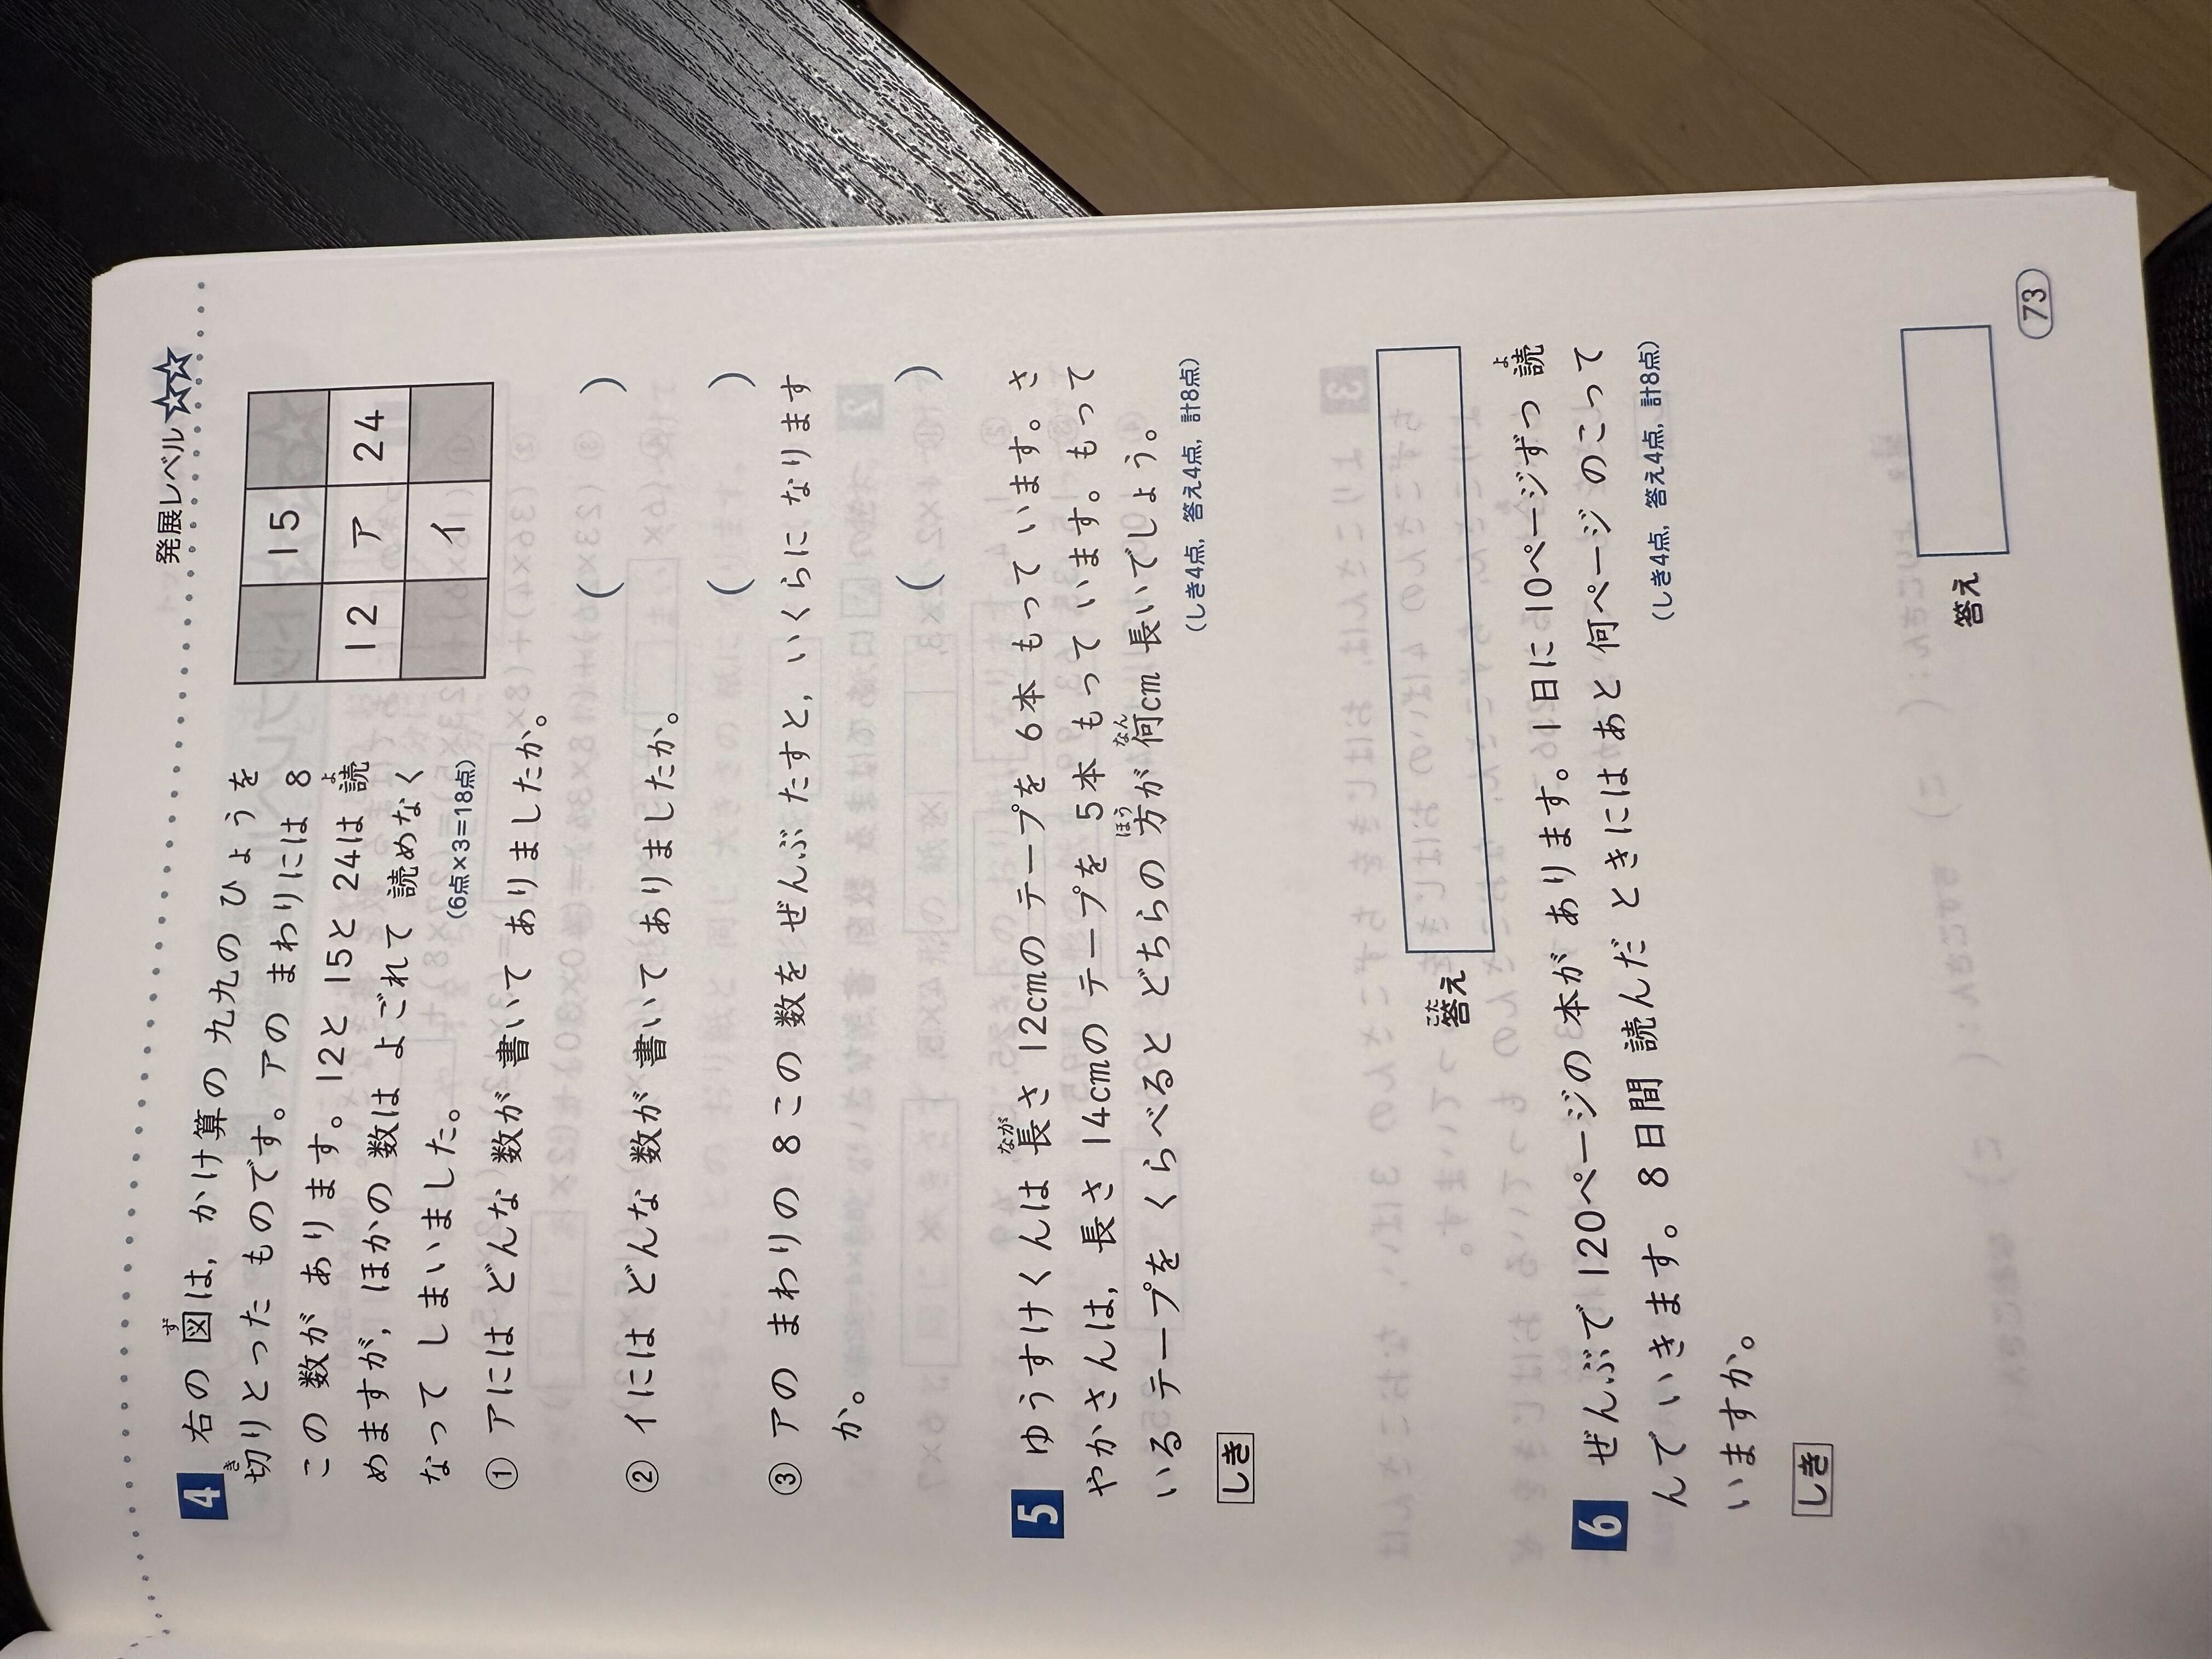 発展レベル
4 右の 図は，かけ算の 九九の ひょうを
切りとった ものです。アの まわりには 8
この 数が あります。12と 15と 24は 読
めますが，ほかの 数は よごれて 読めなく
なって しまいました。
(6点×3=18点)
15
12 ア 24
イ
① アには どんな 数が 書いて ありましたか。
( )
② イには どんな 数が 書いて ありましたか。
( )
③ アの まわりの 8この 数を ぜんぶ たすと，いくらに なります
か。
( )
5 ゆうすけくんは 長さ 12cmの テープを 6本 もって います。さ
やかさんは，長さ 14cmの テープを 5本 もって います。もって
いる テープを くらべると どちらの 方が 何cm 長いでしょう。
(しき4点, 答え4点, 計8点)
しき
答え
6 ぜんぶで 120ページの 本が あります。1日に 10ページずつ 読
んで いきます。8日間 読んだ ときには あと 何ページ のこって
いますか。
(しき4点, 答え4点, 計8点)
しき
答え
73